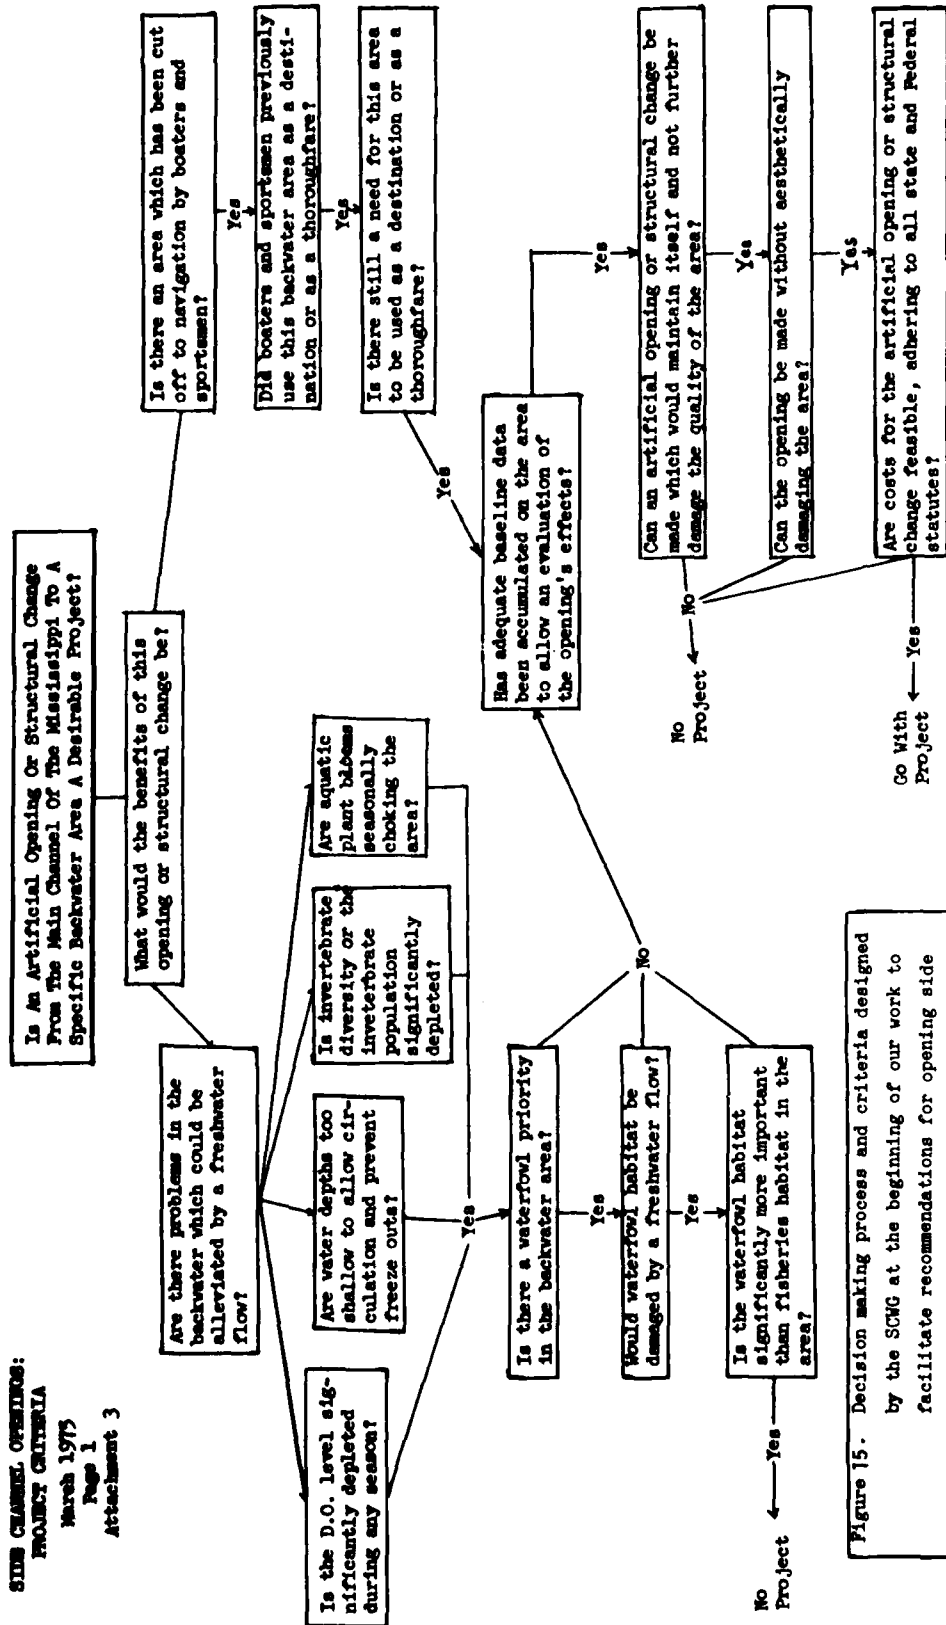 SIDE CHANNEL OPENINGS:
PROJECT CRITERIA
March 1975
Page 1
Attachment 3
Is An Artificial Opening Or Structural Change
From The Main Channel Of The Mississippi To A
Specific Backwater Area A Desirable Project?
What would the benefits of this
opening or structural change be?
Are there problems in the
backwater which could be
alleviated by a freshwater
flow?
Is the D.O. level sig-
nificantly depleted
during any season?
Are water depths too
shallow to allow cir-
culation and prevent
freeze outs?
Is invertebrate
diversity or the
invetebrtate
population
significantly
depleted?
Are aquatic
plant blooms
seasonally
choking the
area?
Yes
Is there a waterfowl priority
in the backwater area?
Yes
Would waterfowl habitat be
damaged by a freshwater flow?
Yes
Is the waterfowl habitat
significantly more important
than fisheries habitat in the
area?
Yes
No
Project
No
Is there an area which has been cut
off to navigation by boaters and
sportsmen?
Yes
Did boaters and sportsmen previously
use this backwater area as a desti-
nation or as a thoroughfare?
Yes
Is there still a need for this area
to be used as a destination or as a
thoroughfare?
Yes
Has adequate baseline data
been accumulated on the area
to allow an evaluation of
the opening's effects?
Yes
Can an artificial opening or structural change be
made which would maintain itself and not further
damage the quality of the area?
Yes
Can the opening be made without aesthetically
damaging the area?
Yes
Are costs for the artificial opening or structural
change feasible, adhering to all state and Federal
statutes?
No
No
Project
Yes
Go With
Project
Figure 15. Decision making process and criteria designed
by the SCWG at the beginning of our work to
facilitate recommendations for opening side